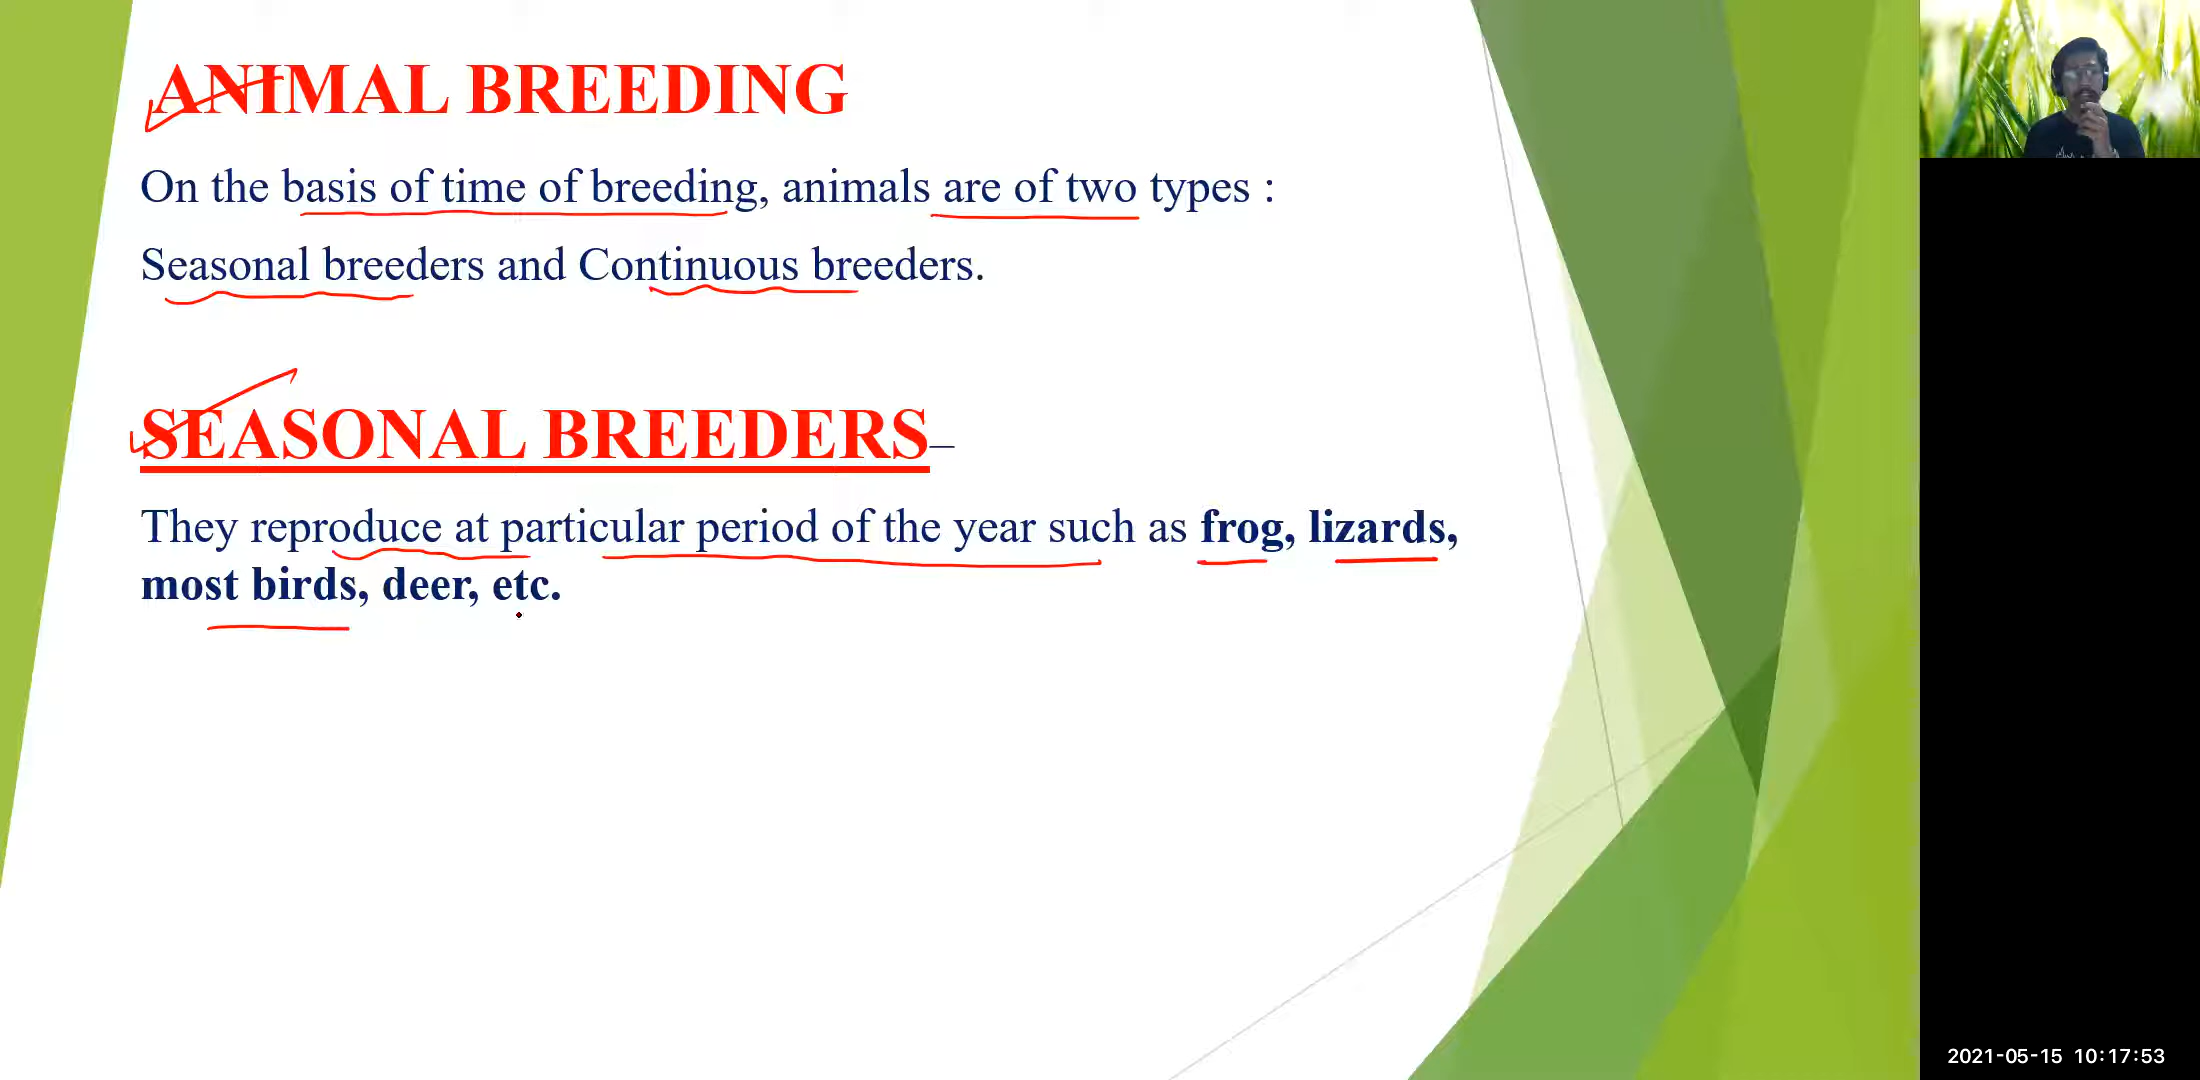 ANIMAL BREEDING
On the basis of time of breeding, animals are of two types :
Seasonal breeders and Continuous breeders.
SEASONAL BREEDERS–
They reproduce at particular period of the year such as frog, lizards,
most birds, deer, etc.
2021-05-15 10:17:53